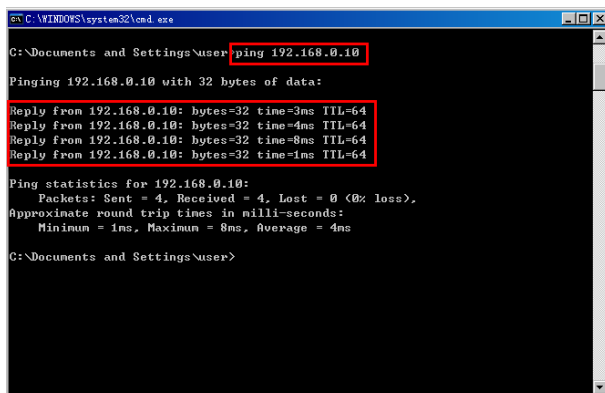 C:\WINDOWS\system32\cmd.exe
C:\Documents and Settings\user>ping 192.168.0.10
Pinging 192.168.0.10 with 32 bytes of data:
Reply from 192.168.0.10: bytes=32 time=3ms TTL=64
Reply from 192.168.0.10: bytes=32 time=4ms TTL=64
Reply from 192.168.0.10: bytes=32 time=8ms TTL=64
Reply from 192.168.0.10: bytes=32 time=1ms TTL=64
Ping statistics for 192.168.0.10:
Packets: Sent = 4, Received = 4, Lost = 0 (0% loss),
Approximate round trip times in milli-seconds:
Minimum = 1ms, Maximum = 8ms, Average = 4ms
C:\Documents and Settings\user>